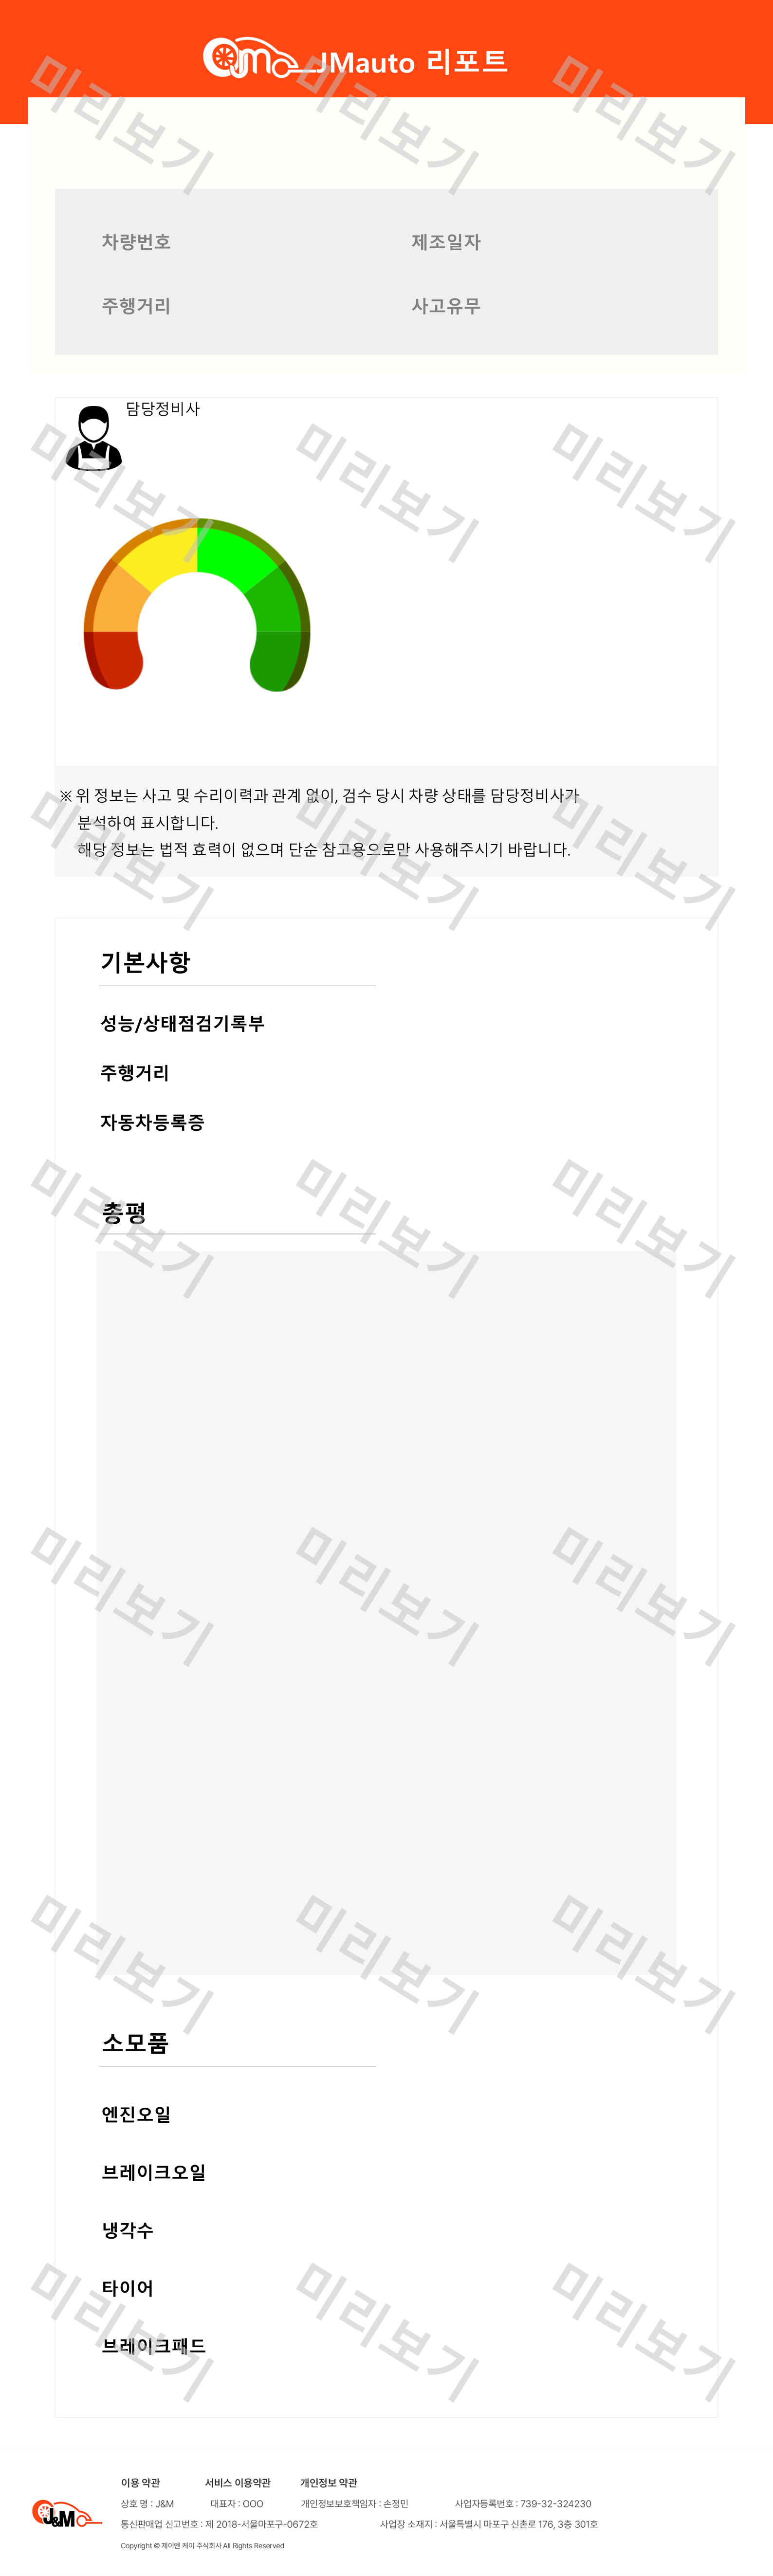 JMauto 리포트
미리보기 미리보기 미리보기
차량번호 제조일자
주행거리 사고유무
담당정비사
미리보기 미리보기 미리보기
※ 위 정보는 사고 및 수리이력과 관계 없이, 검수 당시 차량 상태를 담당정비사가
분석하여 표시합니다.
해당 정보는 법적 효력이 없으며 단순 참고용으로만 사용해주시기 바랍니다.
미리보기 미리보기 미리보기
기본사항
성능/상태점검기록부
주행거리
자동차등록증
총평
미리보기 미리보기 미리보기
미리보기 미리보기 미리보기
미리보기 미리보기 미리보기
소모품
엔진오일
브레이크오일
냉각수
타이어
브레이크패드
미리보기 미리보기 미리보기
이용 약관 서비스 이용약관 개인정보 약관
J&M
상호 명 : J&M 대표자 : OOO 개인정보보호책임자 : 손정민 사업자등록번호 : 739-32-324230
통신판매업 신고번호 : 제 2018-서울마포구-0672호 사업장 소재지 : 서울특별시 마포구 신촌로 176, 3층 301호
Copyright © 제이엔 케이 주식회사 All Rights Reserved